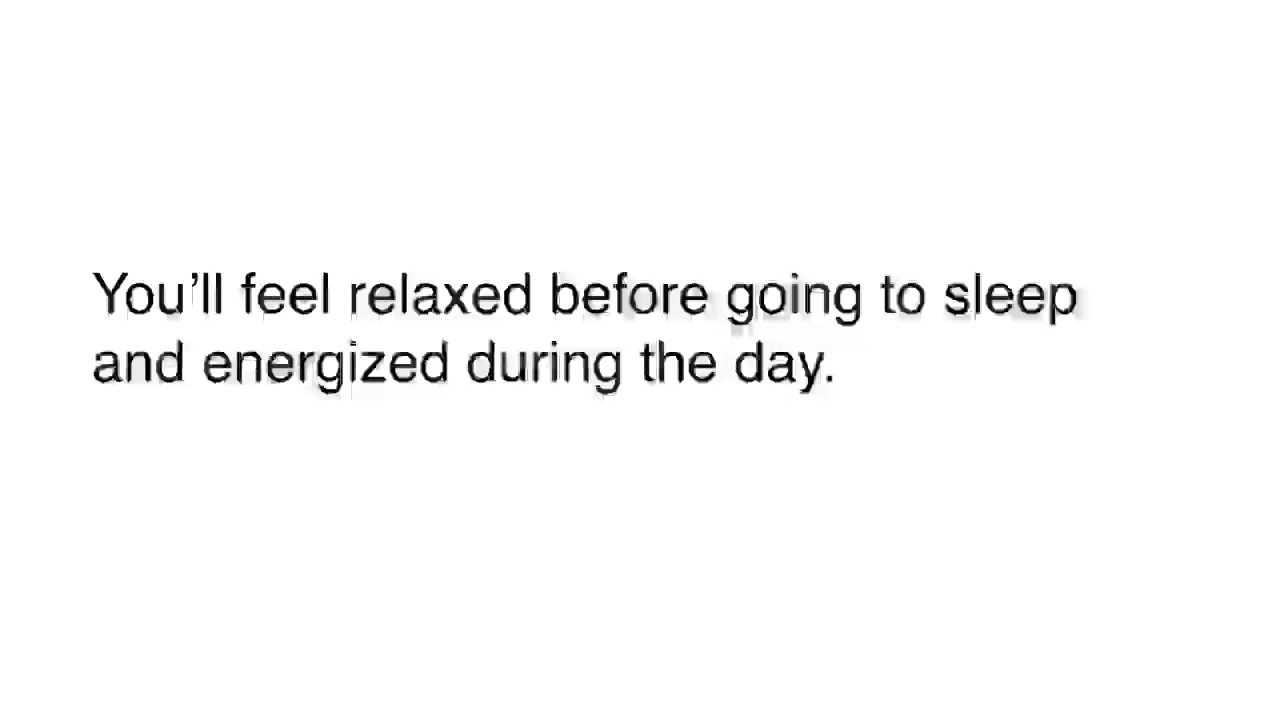 You’ll feel relaxed before going to sleep
and energized during the day.